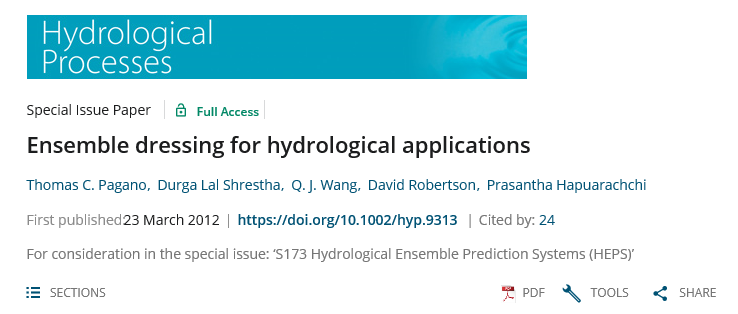 Hydrological
Processes
Special Issue Paper
Full Access
Ensemble dressing for hydrological applications
Thomas C. Pagano, Durga Lal Shrestha, Q. J. Wang, David Robertson, Prasantha Hapuarachchi
First published:23 March 2012 | https://doi.org/10.1002/hyp.9313 | Cited by: 24
For consideration in the special issue: ‘S173 Hydrological Ensemble Prediction Systems (HEPS)’
SECTIONS PDF TOOLS SHARE